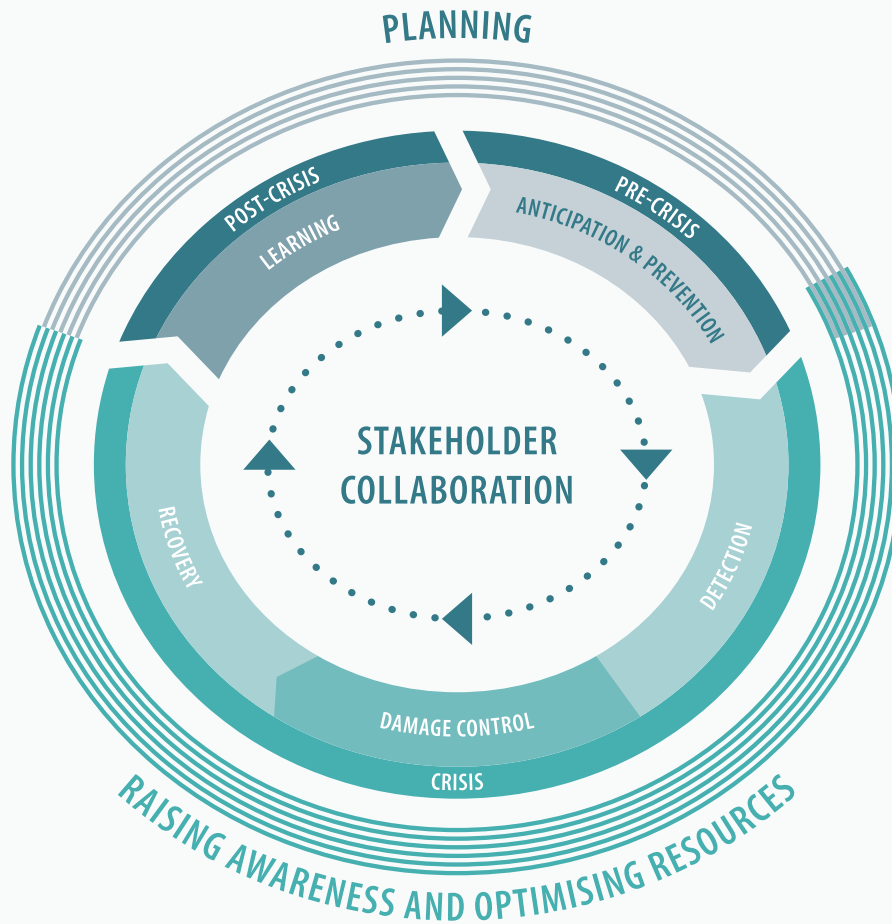 PLANNING
POST-CRISIS
LEARNING
PRE-CRISIS
ANTICIPATION & PREVENTION
STAKEHOLDER
COLLABORATION
RECOVERY
DETECTION
DAMAGE CONTROL
CRISIS
RAISING AWARENESS AND OPTIMISING RESOURCES